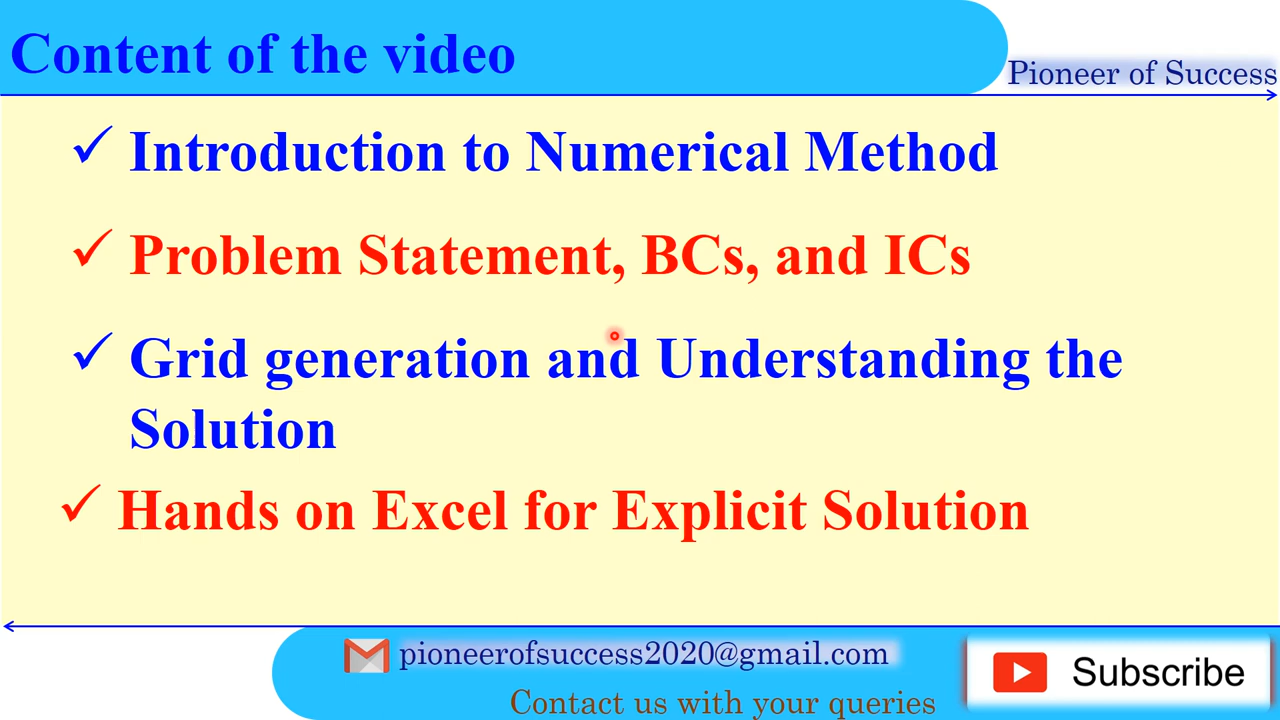 Content of the video
Pioneer of Success
✓ Introduction to Numerical Method
✓ Problem Statement, BCs, and ICs
✓ Grid generation and Understanding the
Solution
✓ Hands on Excel for Explicit Solution
pioneerofsuccess2020@gmail.com
Contact us with your queries
Subscribe